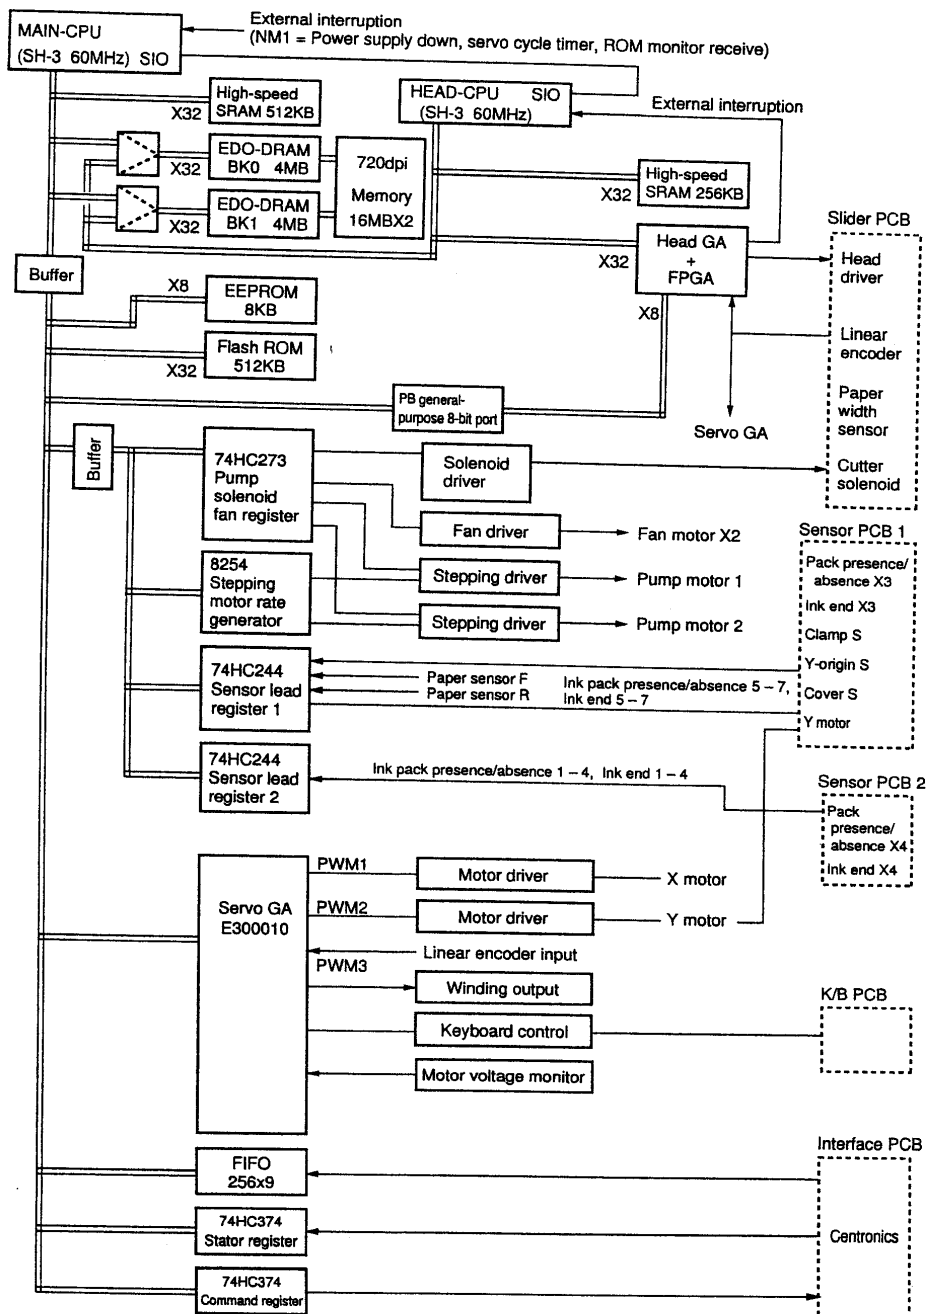 External interruption
(NM1 = Power supply down, servo cycle timer, ROM monitor receive)
MAIN-CPU
(SH-3 60MHz) SIO
HEAD-CPU SIO
(SH-3 60MHz)
External interruption
X32
High-speed
SRAM 512KB
X32
EDO-DRAM
BK0 4MB
X32
EDO-DRAM
BK1 4MB
720dpi
Memory
16MBX2
X32
High-speed
SRAM 256KB
X32
Head GA
+
FPGA
X8
Slider PCB
Head
driver
Linear
encoder
Paper
width
sensor
Cutter
solenoid
Servo GA
Buffer
X8
EEPROM
8KB
X32
Flash ROM
512KB
PB general-
purpose 8-bit port
Buffer
74HC273
Pump
solenoid
fan register
Solenoid
driver
Fan driver
Fan motor X2
8254
Stepping
motor rate
generator
Stepping driver
Pump motor 1
Stepping driver
Pump motor 2
Sensor PCB 1
Pack presence/
absence X3
Ink end X3
Clamp S
Y-origin S
Cover S
Y motor
74HC244
Sensor lead
register 1
Paper sensor F
Paper sensor R
Ink pack presence/absence 5 – 7,
Ink end 5 – 7
74HC244
Sensor lead
register 2
Ink pack presence/absence 1 – 4, Ink end 1 – 4
Sensor PCB 2
Pack
presence/
absence X4
Ink end X4
Servo GA
E300010
PWM1
Motor driver
X motor
PWM2
Motor driver
Y motor
Linear encoder input
PWM3
Winding output
Keyboard control
K/B PCB
Motor voltage monitor
FIFO
256x9
74HC374
Stator register
74HC374
Command register
Interface PCB
Centronics